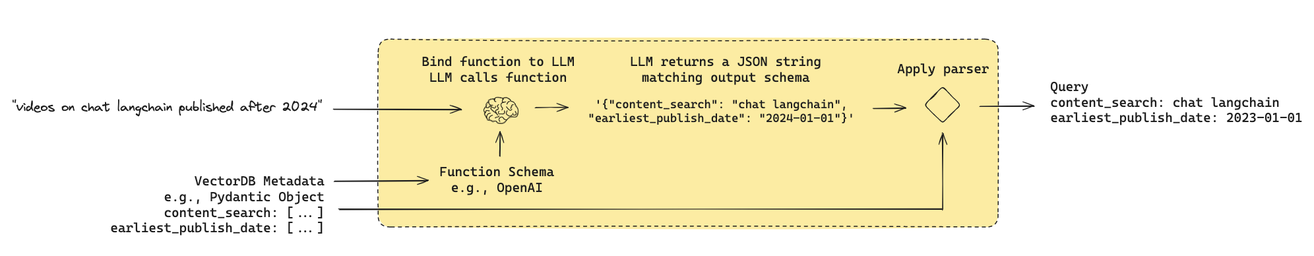 "videos on chat langchain published after 2024"
VectorDB Metadata
e.g., Pydantic Object
content_search: [ ... ]
earliest_publish_date: [ ... ]
Bind function to LLM
LLM calls function
Function Schema
e.g., OpenAI
LLM returns a JSON string
matching output schema
'{"content_search": "chat langchain",
"earliest_publish_date": "2024-01-01"}'
Apply parser
Query
content_search: chat langchain
earliest_publish_date: 2023-01-01